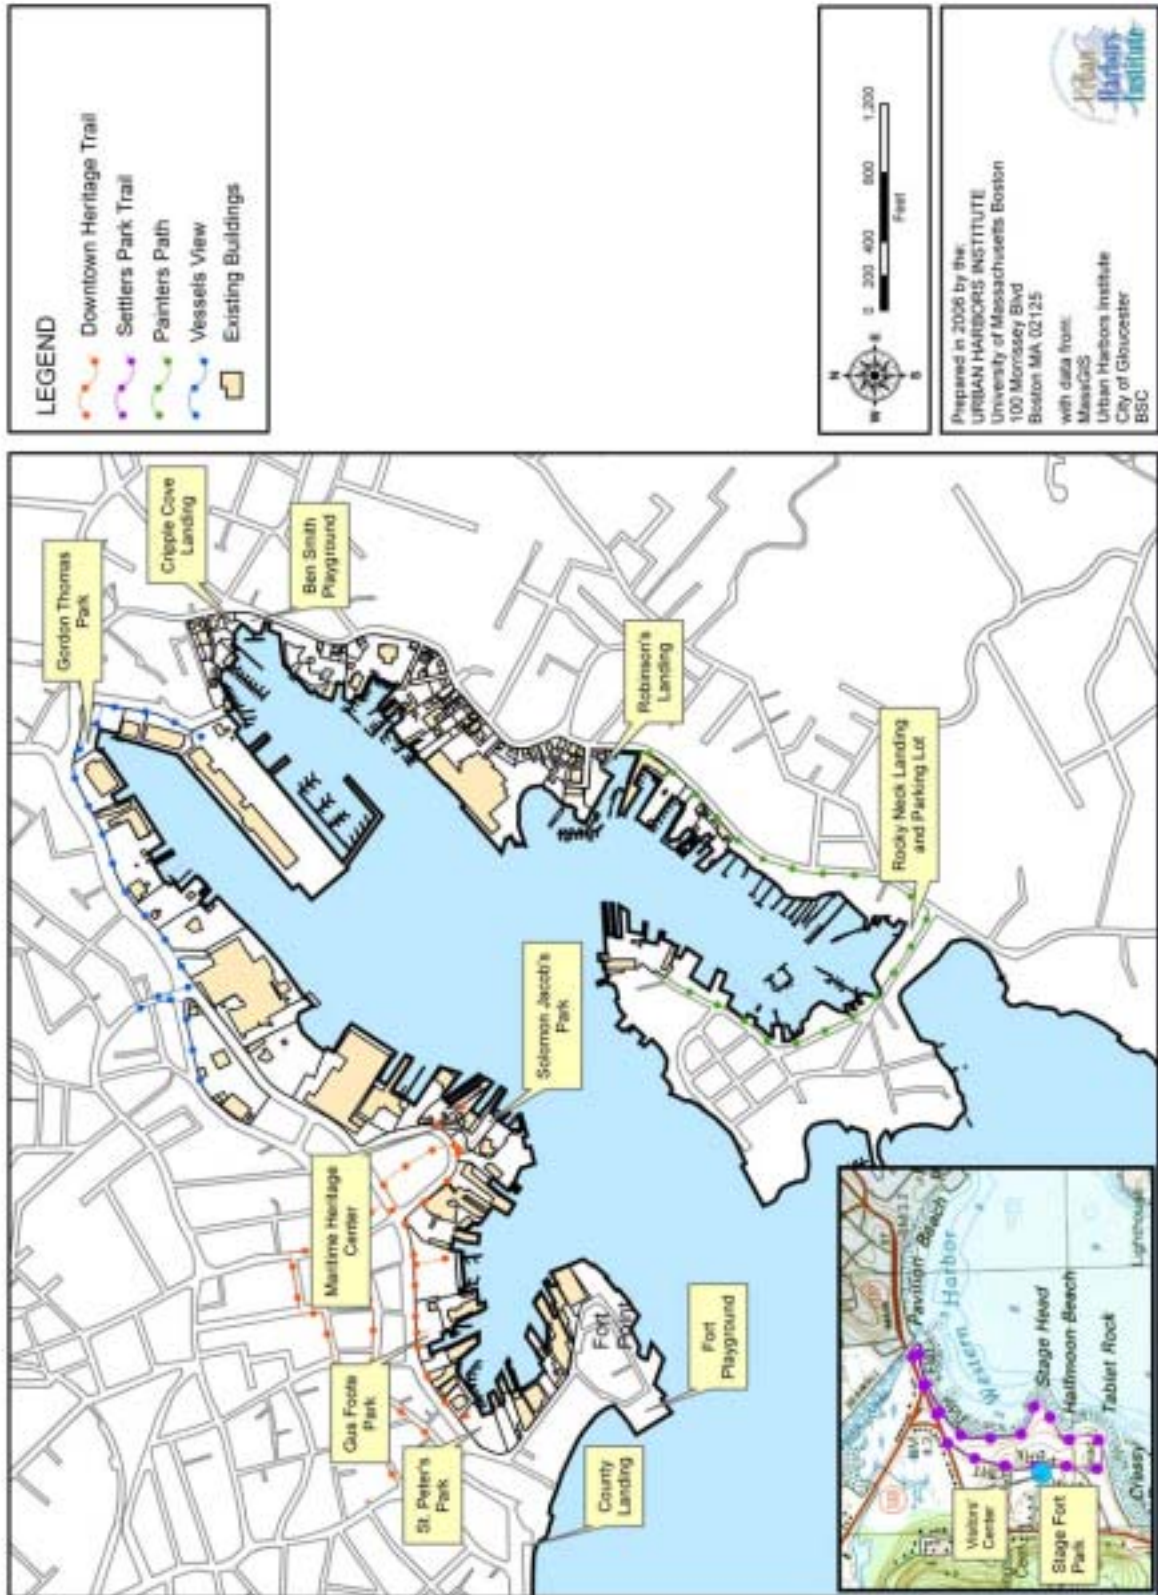 LEGEND
Downtown Heritage Trail
Settlers Park Trail
Painters Path
Vessels View
Existing Buildings
Gordon Thomas
Park
Cripple Cove
Landing
Ben Smith
Playground
Robinson's
Landing
Rocky Neck Landing
and Parking Lot
Solomon Jacob's
Park
Maritime Heritage
Center
Gus Foote
Park
St. Peter's
Park
Fort
Point
Fort
Playground
County
Landing
Pavilion Beach
Western Harbor
Stage Head
Halfmoon Beach
Tablet Rock
Cressy
Lighthouse
Visitors'
Center
Stage Fort
Park
N
W
E
S
0 200 400 800 1,200
Feet
Prepared in 2006 by the:
URBAN HARBORS INSTITUTE
University of Massachusetts Boston
100 Morrissey Blvd
Boston MA 02125
with data from:
MassGIS
Urban Harbors Institute
City of Gloucester
BSC
Urban
Harbors
Institute